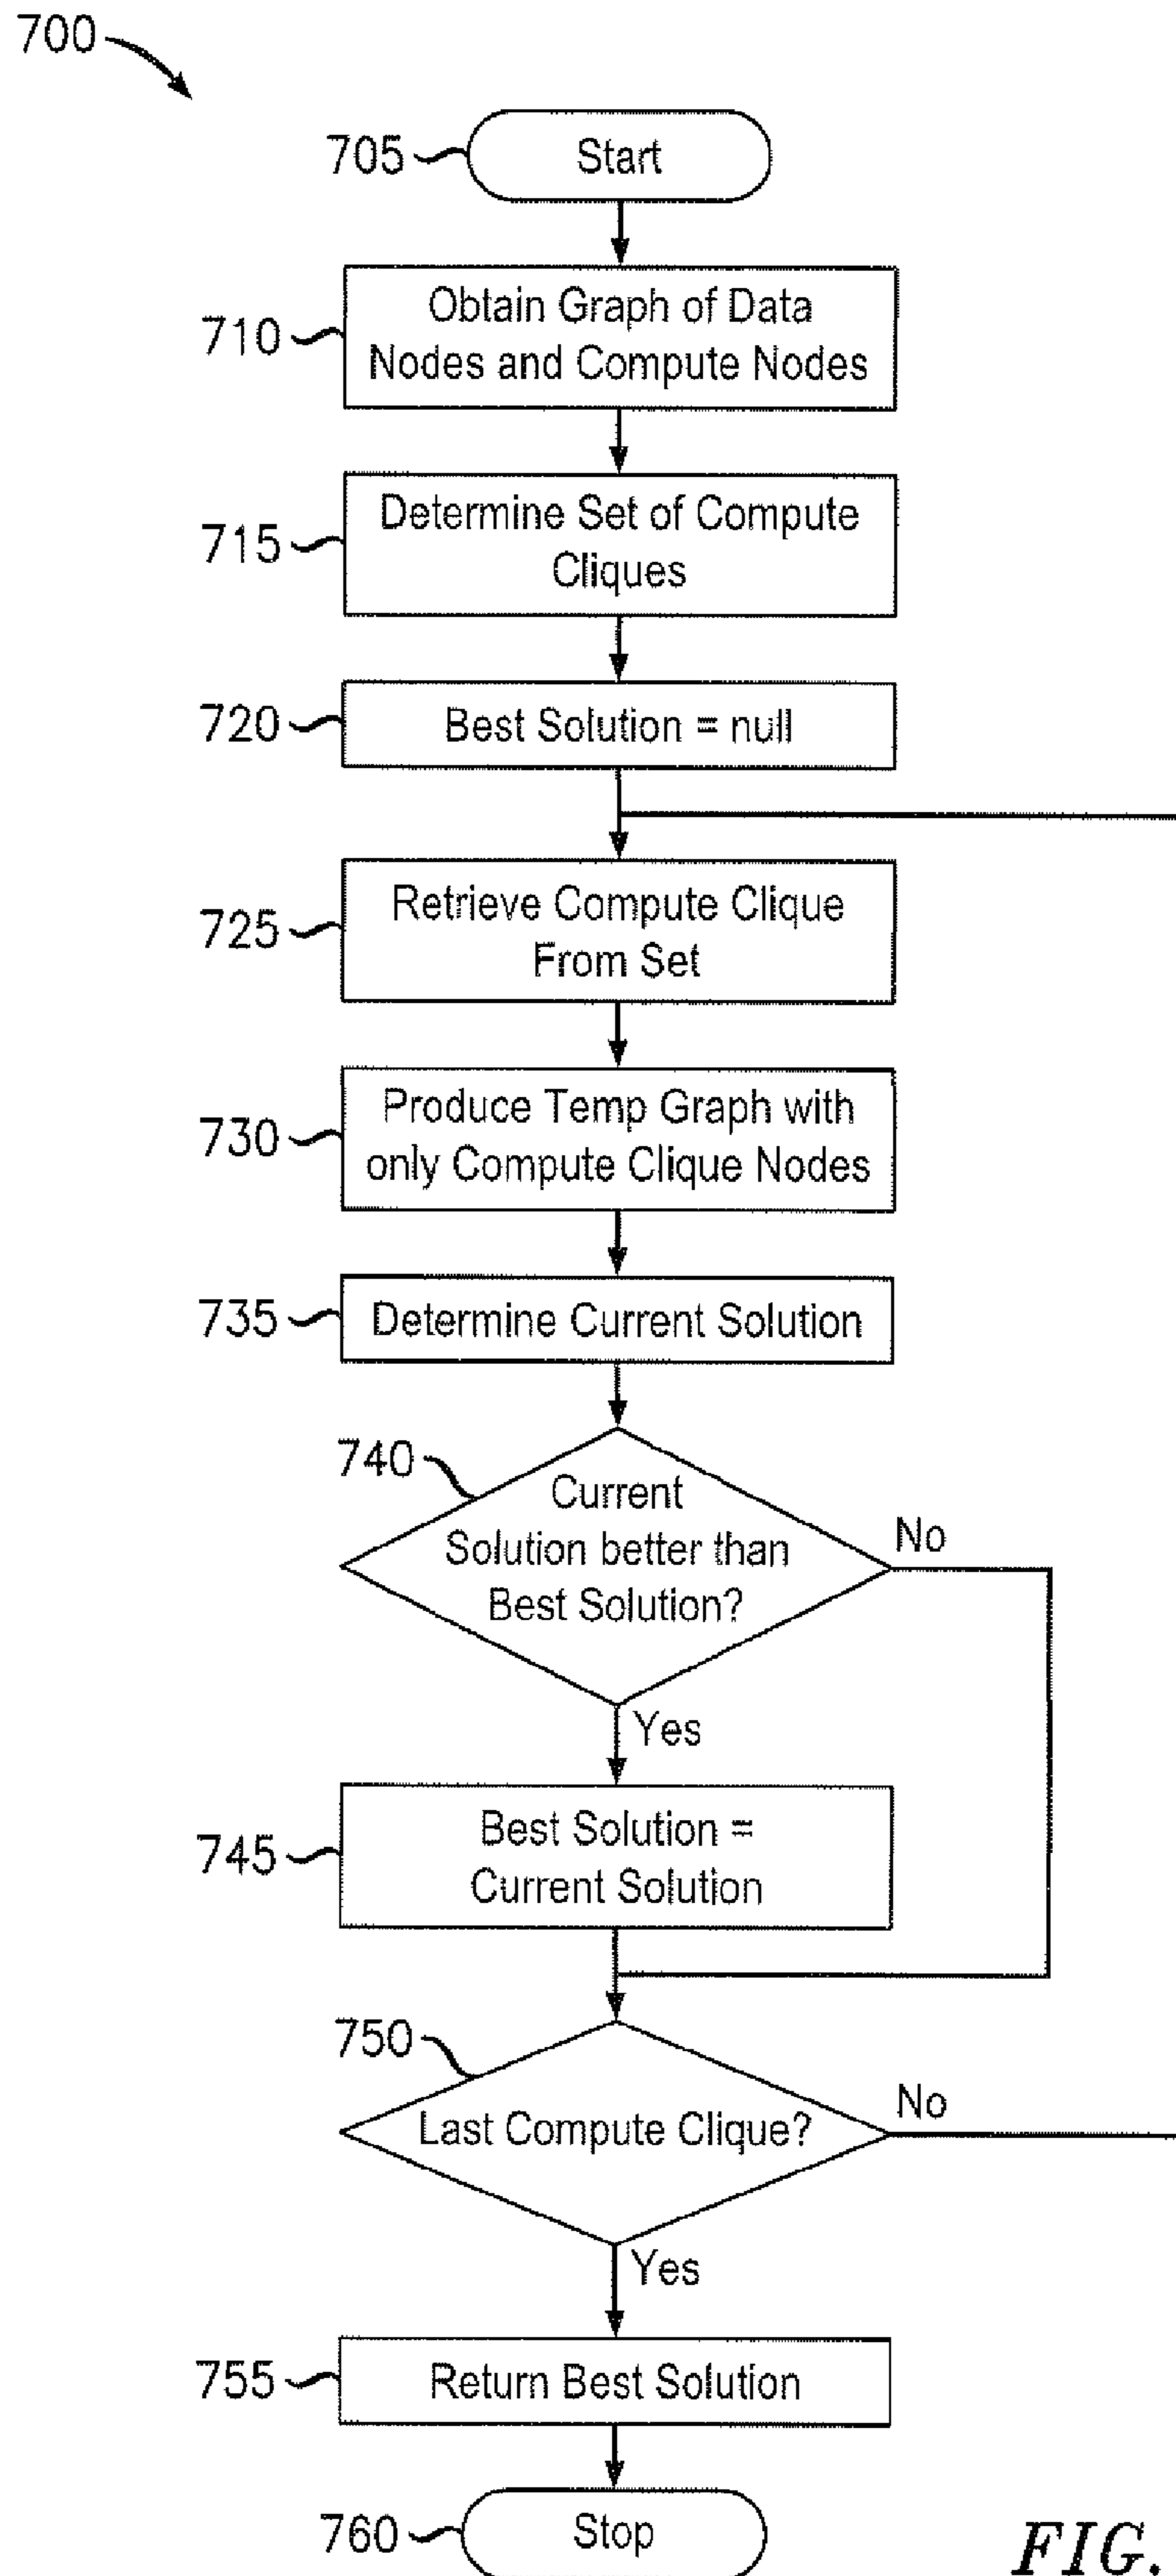 700
705
Start
710
Obtain Graph of Data
Nodes and Compute Nodes
715
Determine Set of Compute
Cliques
720
Best Solution = null
725
Retrieve Compute Clique
From Set
730
Produce Temp Graph with
only Compute Clique Nodes
735
Determine Current Solution
740
Current
Solution better than
Best Solution?
No
Yes
745
Best Solution =
Current Solution
750
Last Compute Clique?
No
Yes
755
Return Best Solution
760
Stop
FIG.